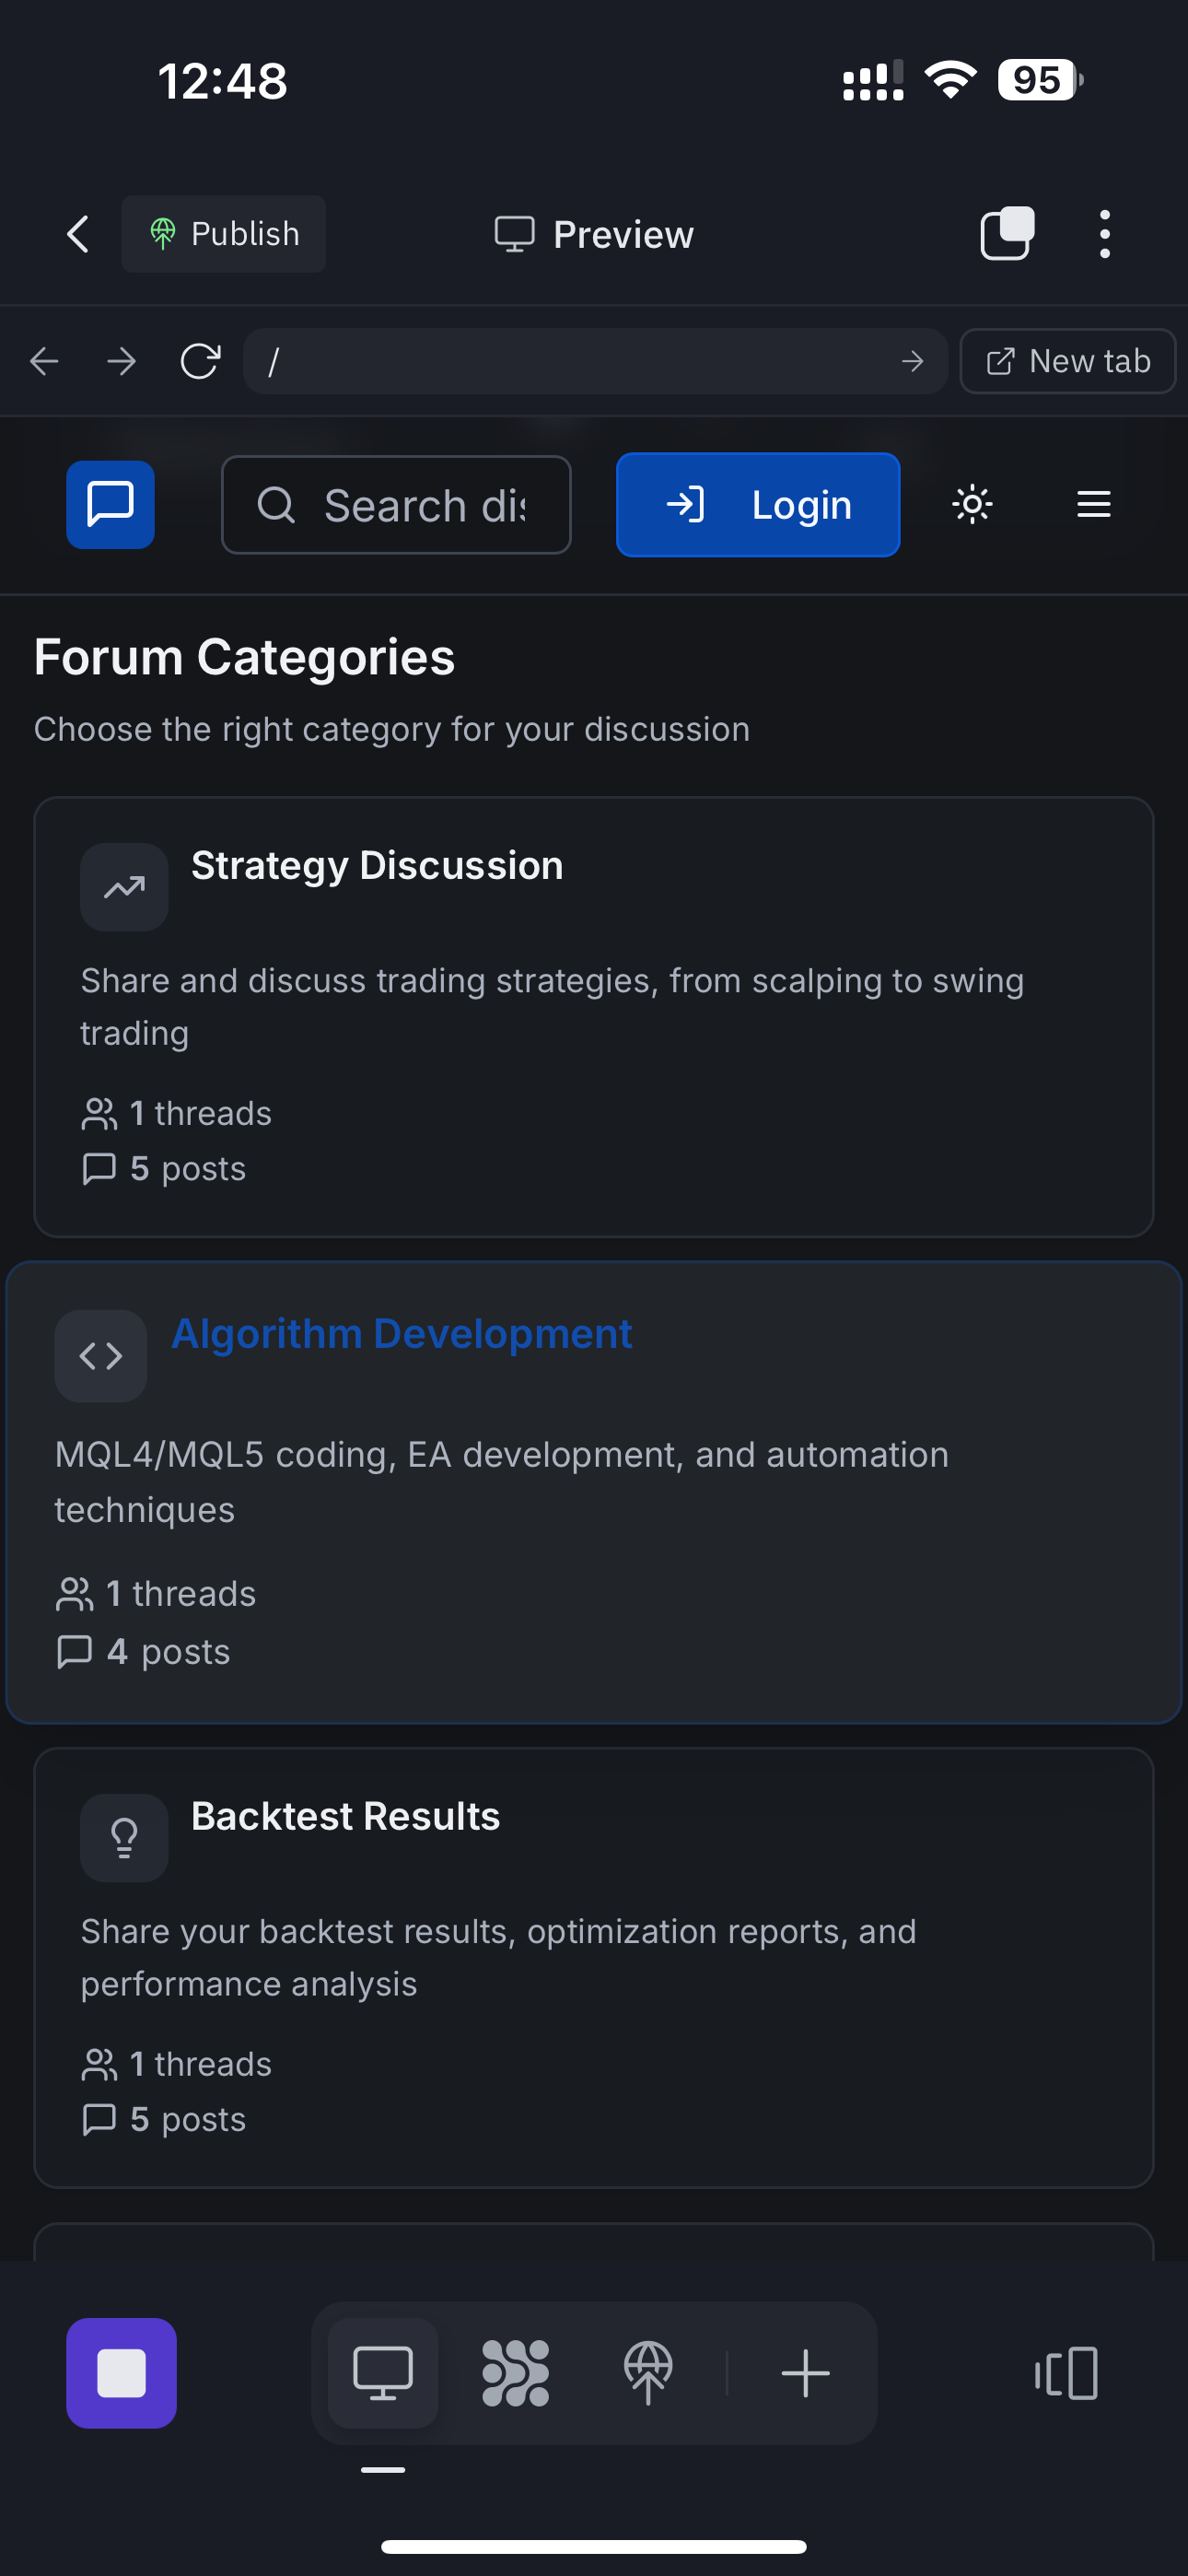 12:48
95
Publish
Preview
/
New tab
Search dis
Login
Forum Categories
Choose the right category for your discussion
Strategy Discussion
Share and discuss trading strategies, from scalping to swing
trading
1 threads
5 posts
Algorithm Development
MQL4/MQL5 coding, EA development, and automation
techniques
1 threads
4 posts
Backtest Results
Share your backtest results, optimization reports, and
performance analysis
1 threads
5 posts